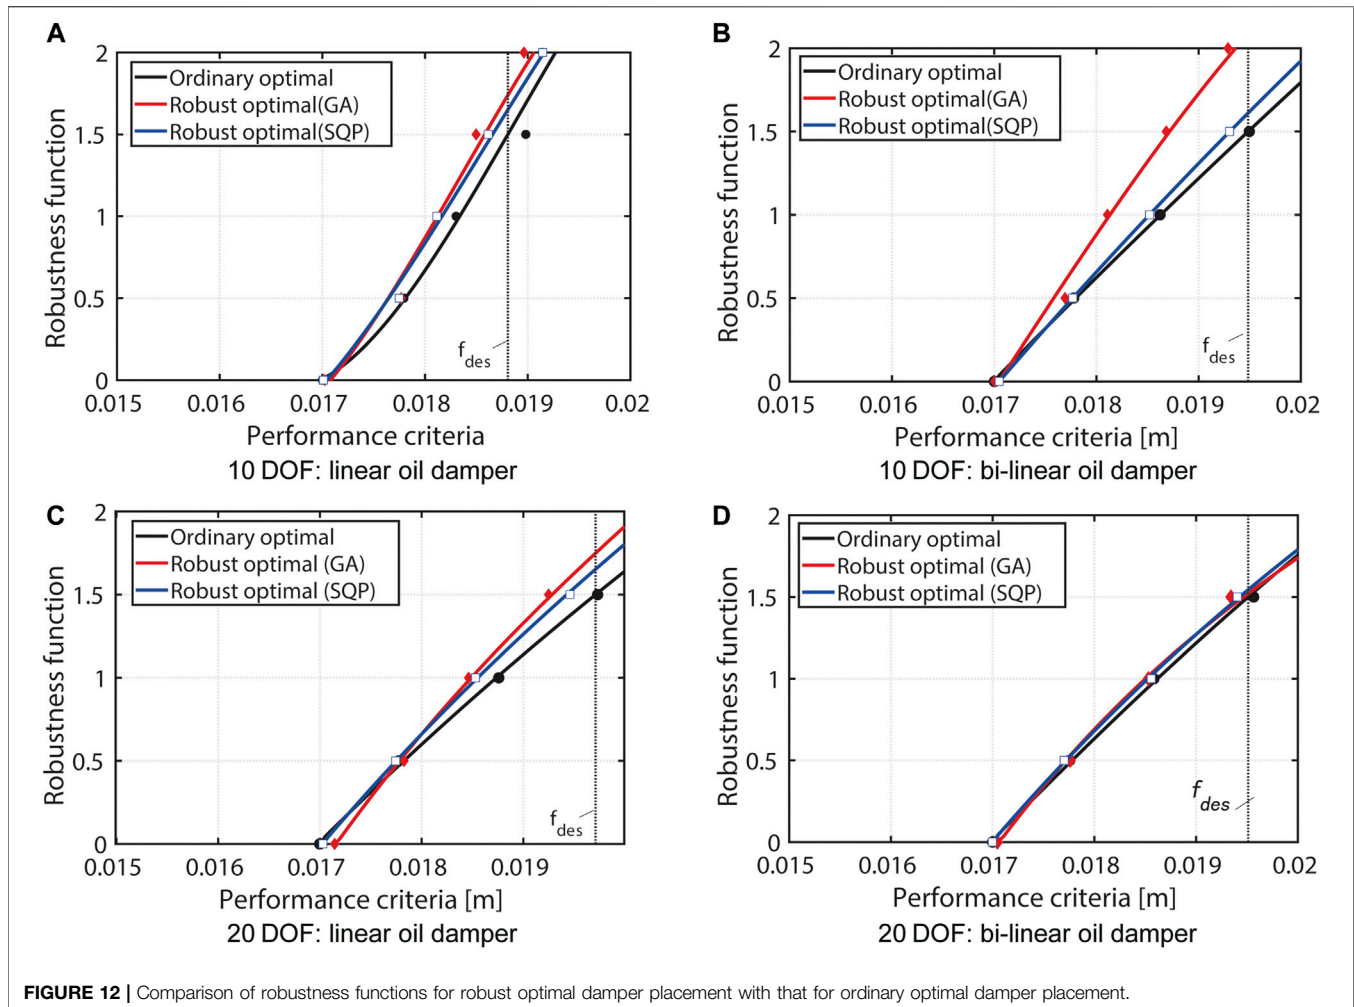 A
2
1.5
1
0.5
0
Robustness function
Ordinary optimal
Robust optimal(GA)
Robust optimal(SQP)
f des
0.015 0.016 0.017 0.018 0.019 0.02
Performance criteria
10 DOF: linear oil damper
B
2
1.5
1
0.5
0
Robustness function
Ordinary optimal
Robust optimal(GA)
Robust optimal(SQP)
f des
0.015 0.016 0.017 0.018 0.019 0.02
Performance criteria [m]
10 DOF: bi-linear oil damper
C
2
1.5
1
0.5
0
Robustness function
Ordinary optimal
Robust optimal (GA)
Robust optimal (SQP)
f des
0.015 0.016 0.017 0.018 0.019
Performance criteria [m]
20 DOF: linear oil damper
D
2
1.5
1
0.5
0
Robustness function
Ordinary optimal
Robust optimal (GA)
Robust optimal (SQP)
f des
0.015 0.016 0.017 0.018 0.019 0.02
Performance criteria [m]
20 DOF: bi-linear oil damper
FIGURE 12 | Comparison of robustness functions for robust optimal damper placement with that for ordinary optimal damper placement.